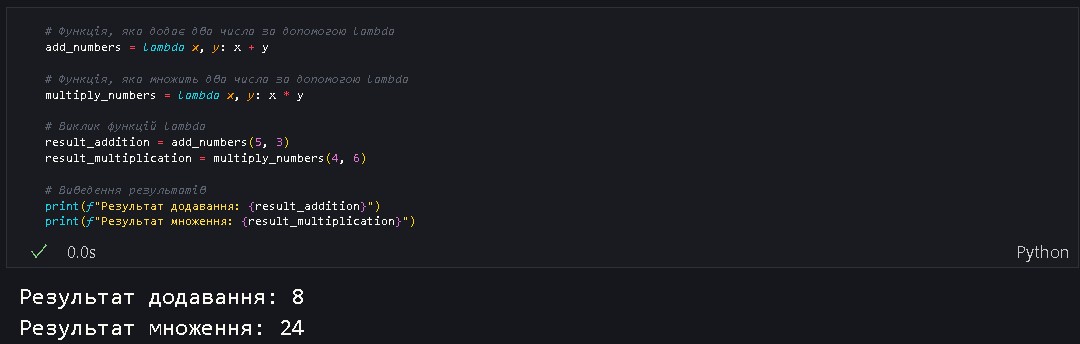 # Функція, яка додає два числа за допомогою lambda
add_numbers = lambda x, y: x + y
# Функція, яка множить два числа за допомогою lambda
multiply_numbers = lambda x, y: x * y
# Виклик функцій lambda
result_addition = add_numbers(5, 3)
result_multiplication = multiply_numbers(4, 6)
# Виведення результатів
print(f"Результат додавання: {result_addition}")
print(f"Результат множення: {result_multiplication}")
0.0s Python
Результат додавання: 8
Результат множення: 24